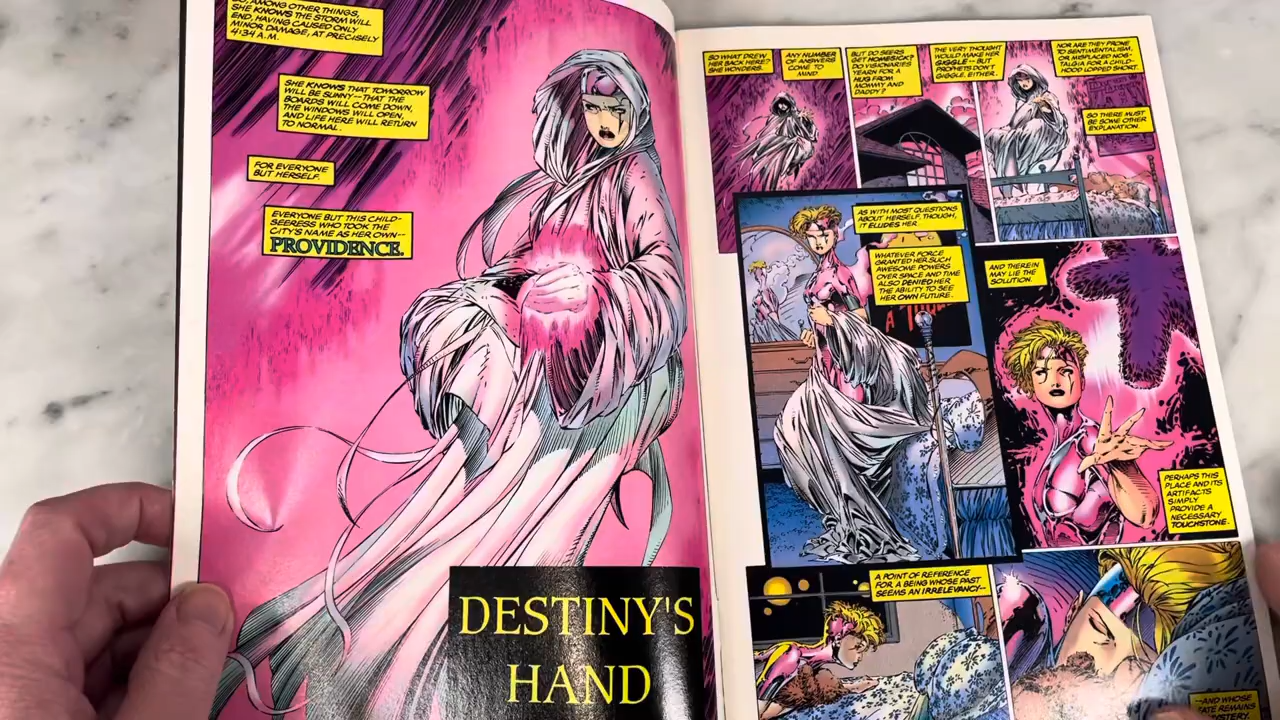 SO, AMONG OTHER THINGS,
SHE KNOWS THE STORM WILL
END, HAVING CAUSED ONLY
MINOR DAMAGE, AT PRECISELY
4:34 A.M.
SHE KNOWS THAT TOMORROW
WILL BE SUNNY--THAT THE
BOARDS WILL COME DOWN,
THE WINDOWS WILL OPEN,
AND LIFE HERE WILL RETURN
TO NORMAL.
FOR EVERYONE
BUT HERSELF.
EVERYONE BUT THIS CHILD-
SEERESS WHO TOOK THE
CITY'S NAME AS HER OWN--
PROVIDENCE.
DESTINY'S
HAND
SO WHAT DREW
HER BACK HERE?
SHE WONDERS.
ANY NUMBER
OF ANSWERS
COME TO
MIND.
BUT DO SEERS
GET HOMESICK?
DO VISIONARIES
YEARN FOR A
HUG FROM
MOMMY AND
DADDY?
THE VERY THOUGHT
WOULD MAKE HER
GIGGLE--BUT
PROPHETS DON'T
GIGGLE, EITHER.
NOR ARE THEY PRONE
TO SENTIMENTALISM,
OR MISPLACED NOS-
TALGIA FOR A CHILD-
HOOD LOPPED SHORT.
SO THERE MUST
BE SOME OTHER
EXPLANATION.
AS WITH MOST QUESTIONS
ABOUT HERSELF, THOUGH,
IT ELUDES HER.
WHATEVER FORCE
GRANTED HER SUCH
AWESOME POWERS
OVER SPACE AND TIME
ALSO DENIED HER
THE ABILITY TO SEE
HER OWN FUTURE.
AND THEREIN
MAY LIE THE
SOLUTION.
PERHAPS THIS
PLACE AND ITS
ARTIFACTS
SIMPLY
PROVIDE A
NECESSARY
TOUCHSTONE.
A POINT OF REFERENCE
FOR A BEING WHOSE PAST
SEEMS AN IRRELEVANCY--
--AND WHOSE
FATE REMAINS
MYSTERY.